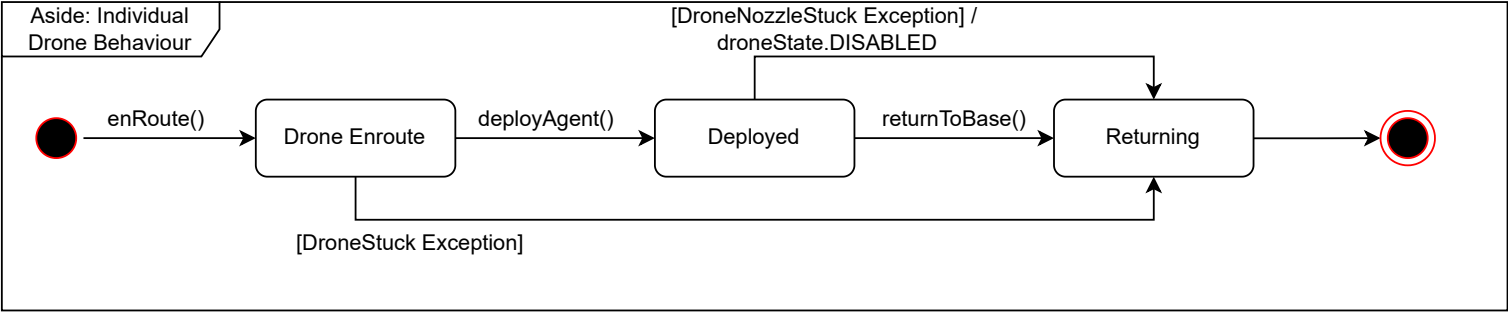 Aside: Individual
Drone Behaviour
[DroneNozzleStuck Exception] /
droneState.DISABLED
enRoute()
Drone Enroute
deployAgent()
Deployed
returnToBase()
Returning
[DroneStuck Exception]